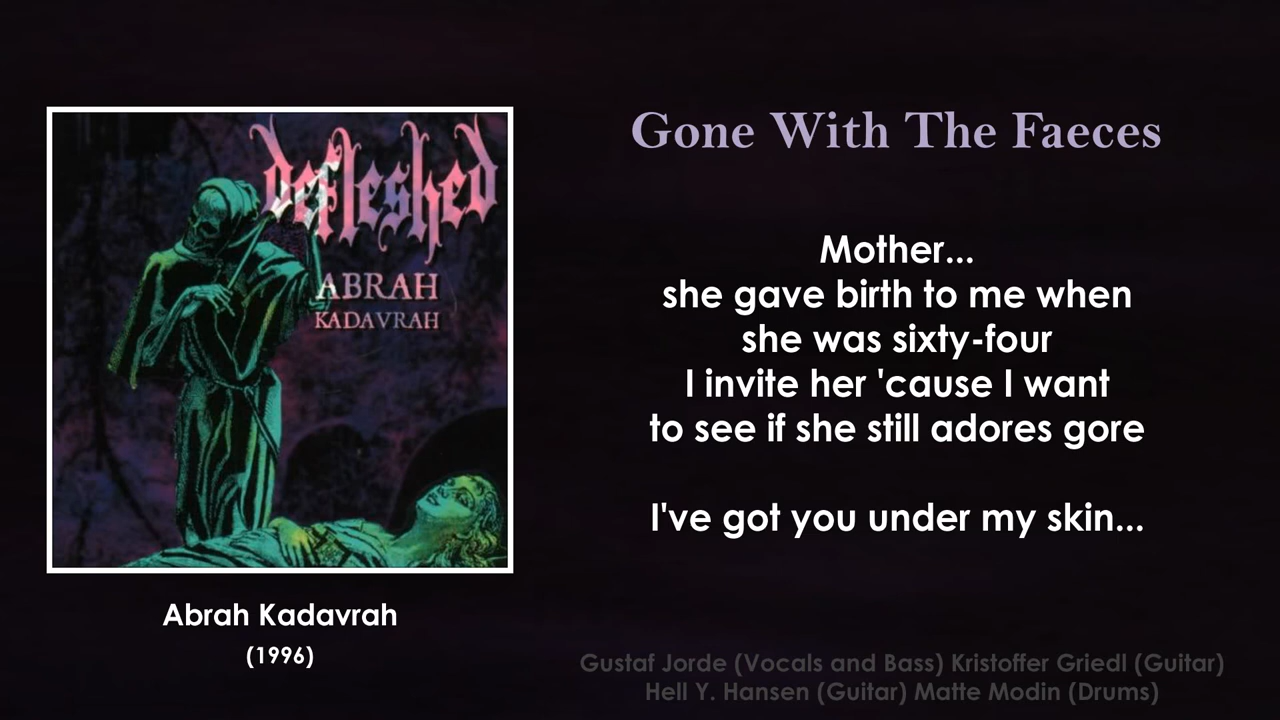 defleshed
ABRAH
KADAVRAH
Abrah Kadavrah
(1996)
Gone With The Faeces
Mother...
she gave birth to me when
she was sixty-four
I invite her 'cause I want
to see if she still adores gore
I've got you under my skin...
Gustaf Jorde (Vocals and Bass) Kristoffer Griedl (Guitar)
Hell Y. Hansen (Guitar) Matte Modin (Drums)